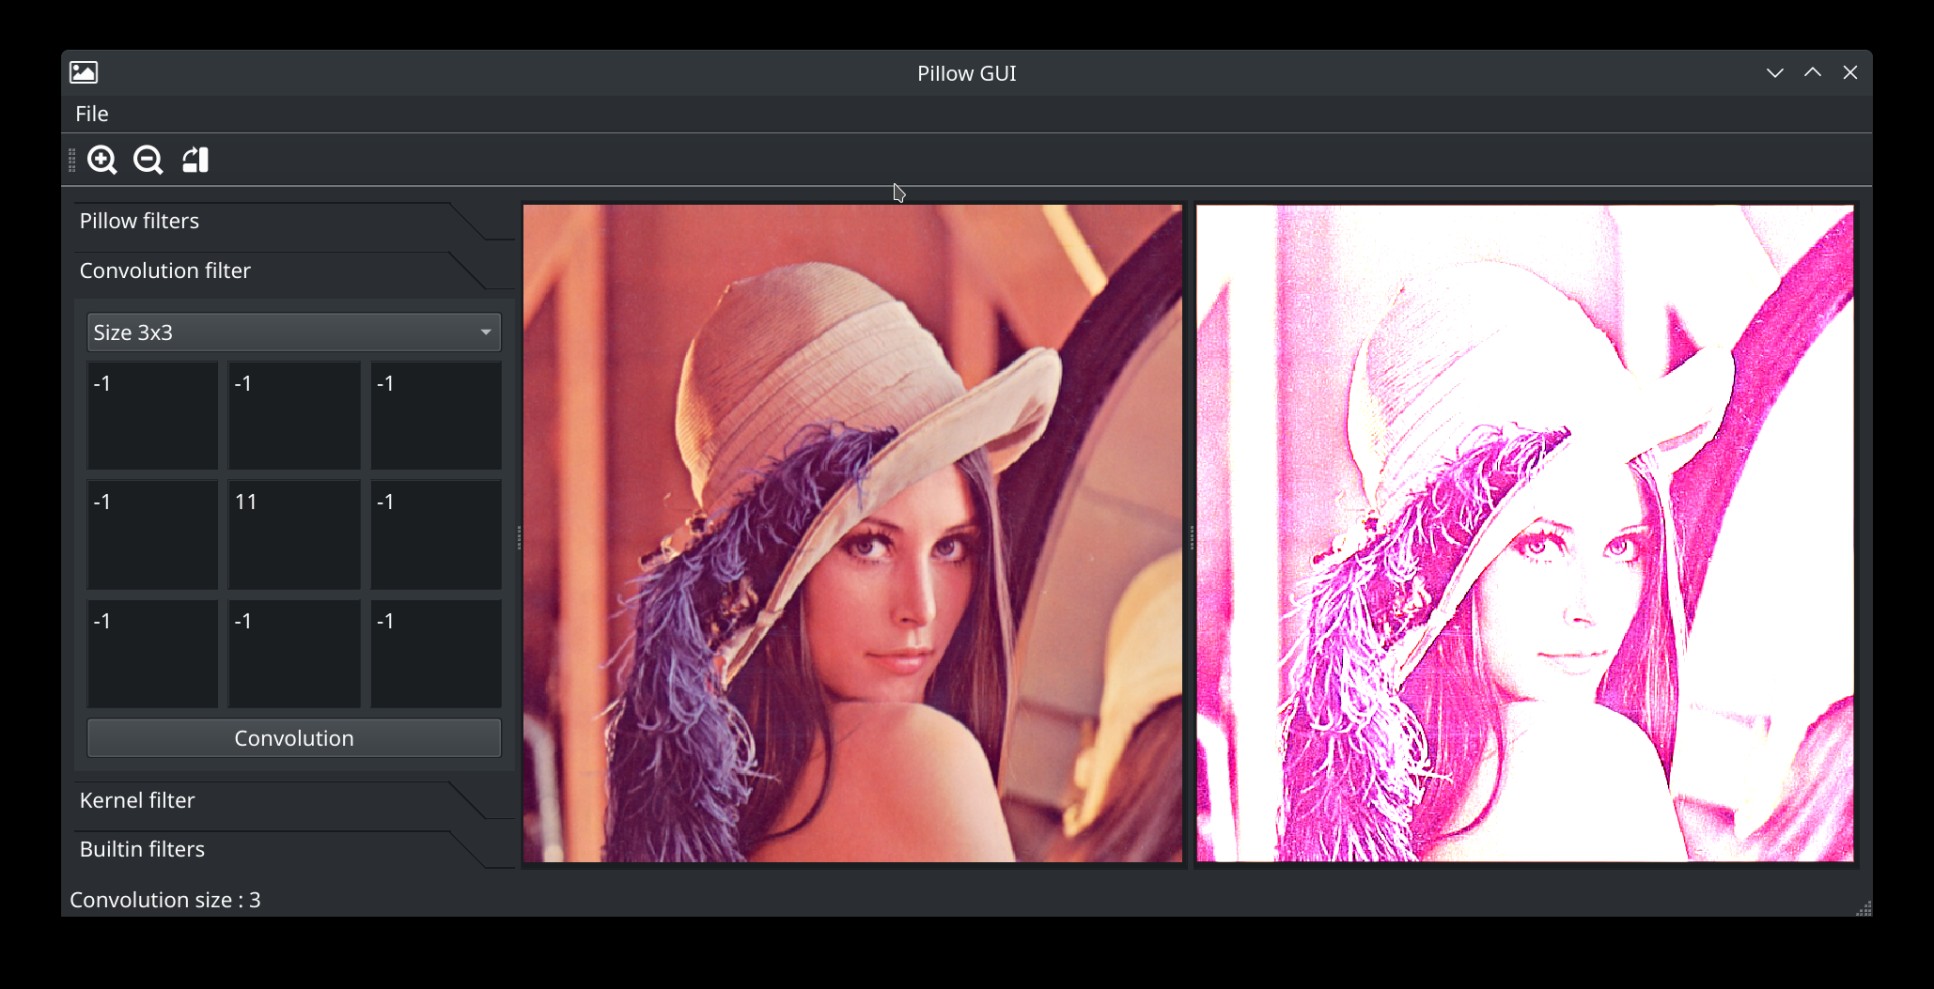 Pillow GUI
File
Pillow filters
Convolution filter
Size 3x3
-1 -1 -1
-1 11 -1
-1 -1 -1
Convolution
Kernel filter
Builtin filters
Convolution size : 3